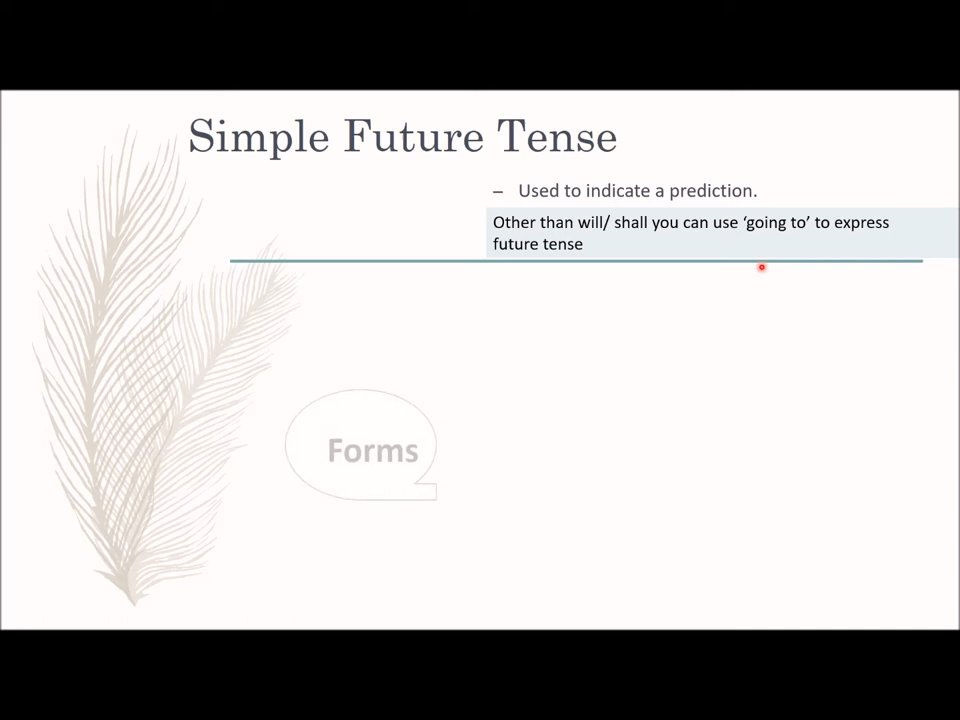 Simple Future Tense
– Used to indicate a prediction.
Other than will/ shall you can use ‘going to’ to express
future tense
Forms